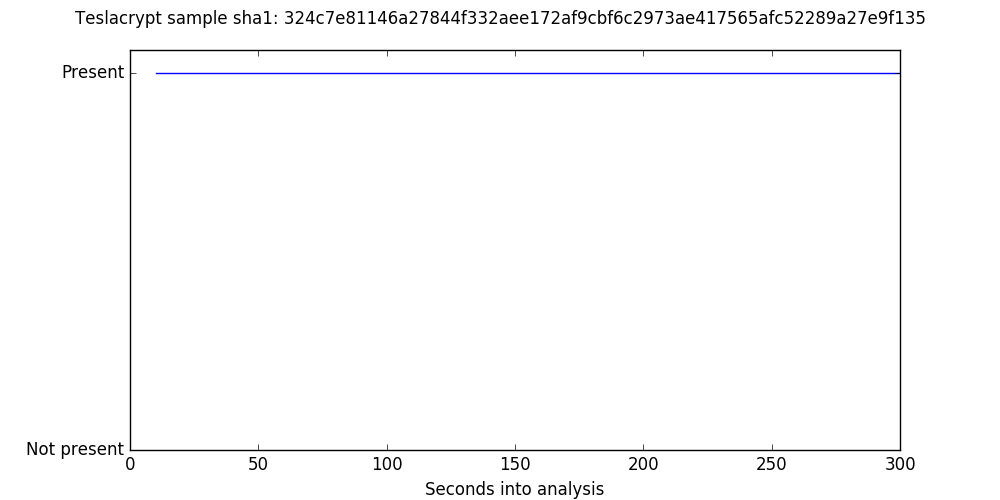 Teslacrypt sample sha1: 324c7e81146a27844f332aee172af9cbf6c2973ae417565afc52289a27e9f135
Present
Not present
0 50 100 150 200 250 300
Seconds into analysis